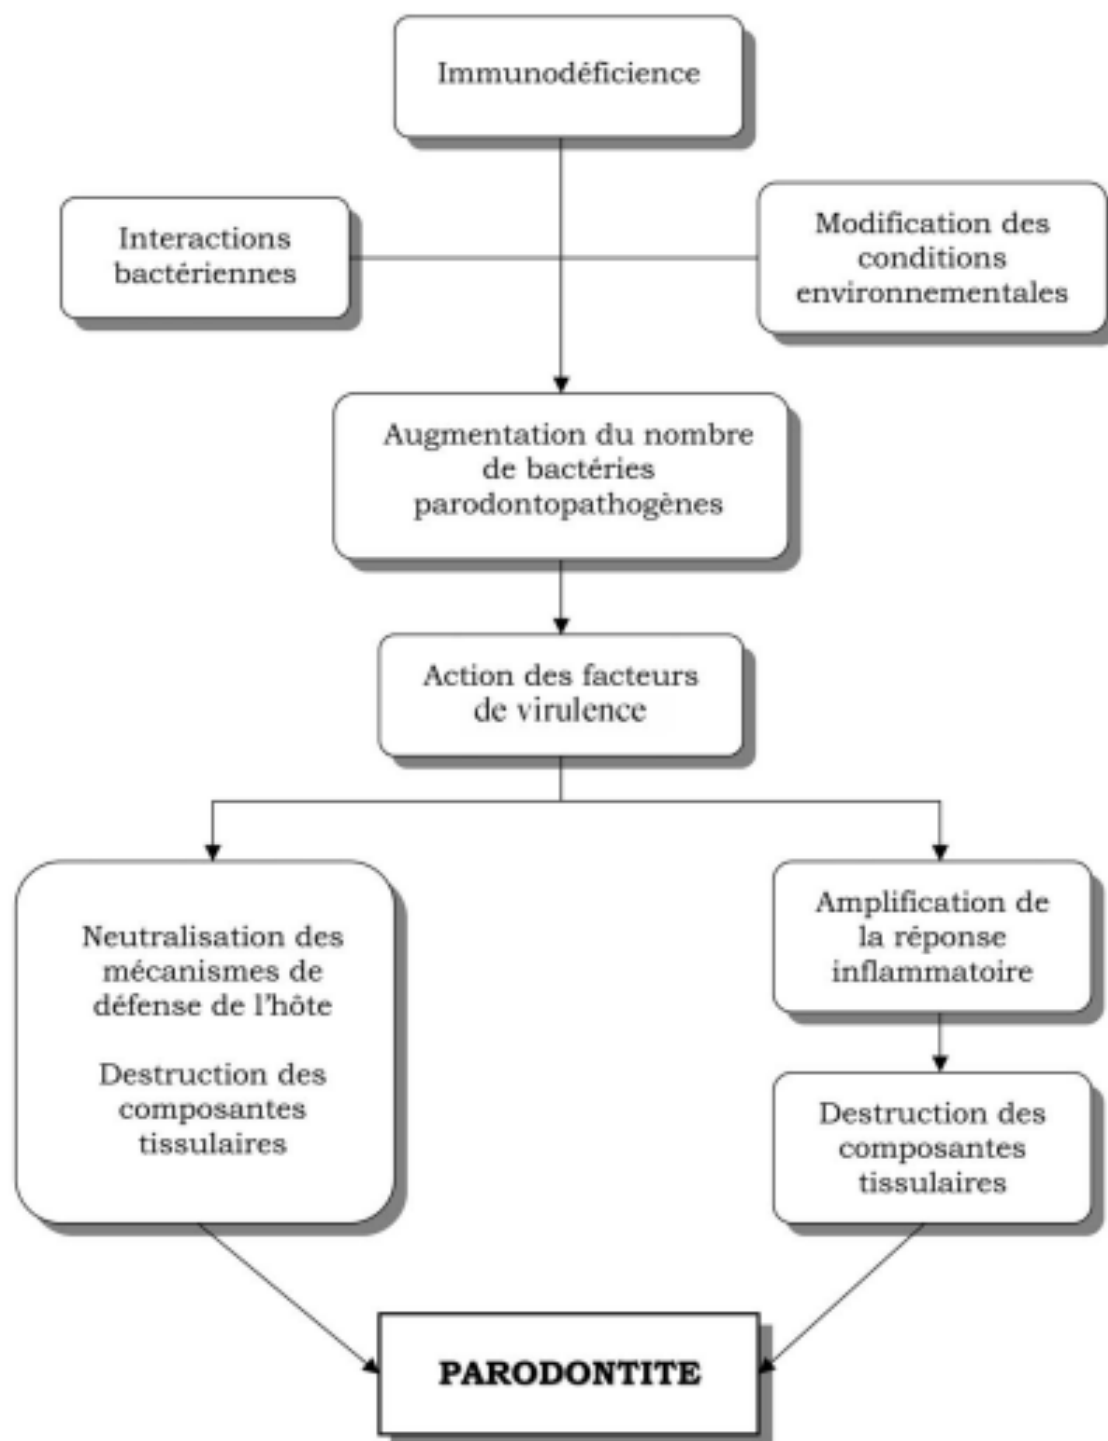 Immunodéficience
Interactions
bactériennes
Modification des
conditions
environnementales
Augmentation du nombre
de bactéries
parodontopathogènes
Action des facteurs
de virulence
Neutralisation des
mécanismes de
défense de l'hôte
Destruction des
composantes
tissulaires
Amplification de
la réponse
inflammatoire
Destruction des
composantes
tissulaires
PARODONTITE